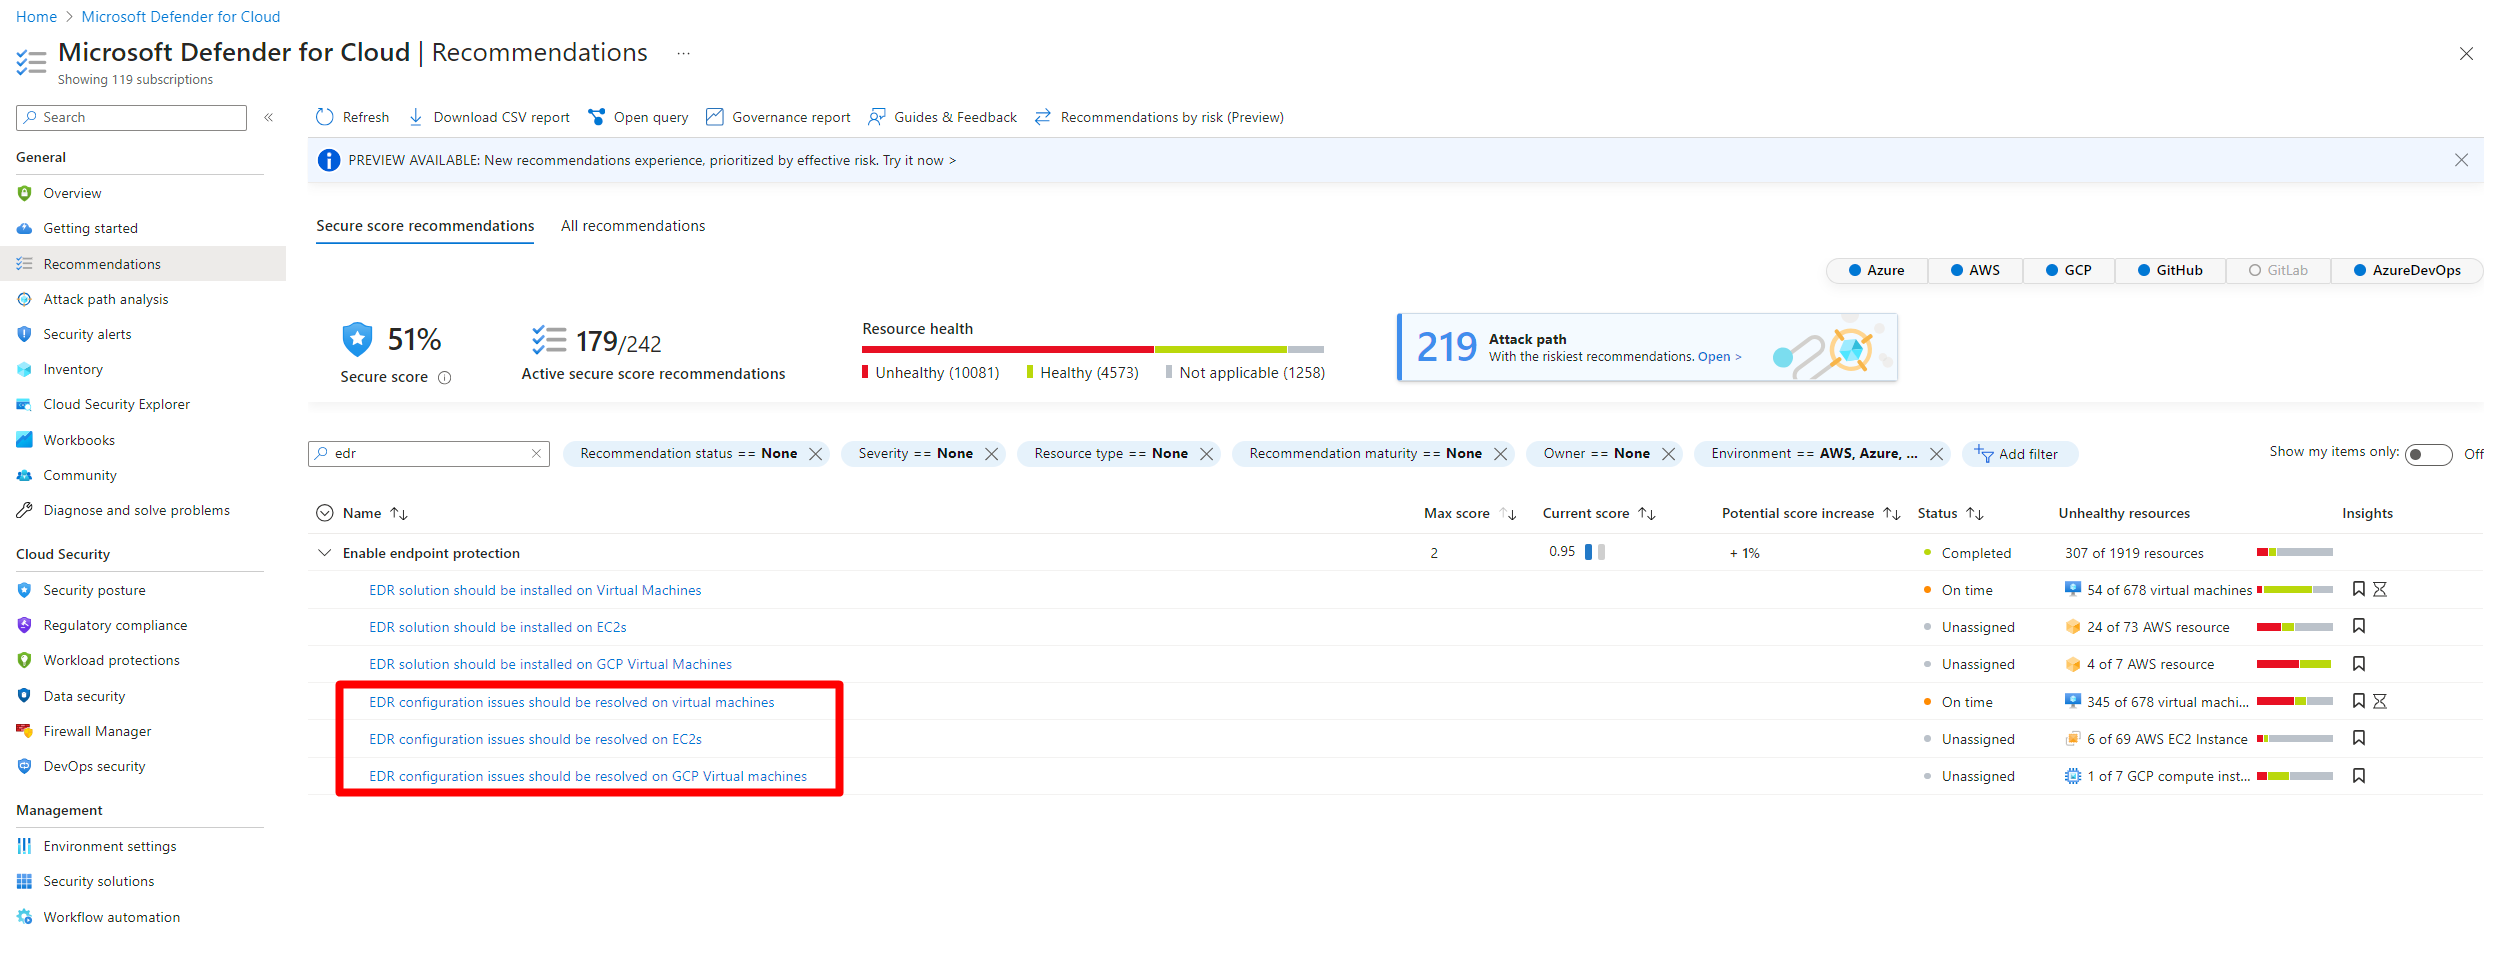 Home > Microsoft Defender for Cloud
Microsoft Defender for Cloud | Recommendations ...
Showing 119 subscriptions
Search «
General
Overview
Getting started
Recommendations
Attack path analysis
Security alerts
Inventory
Cloud Security Explorer
Workbooks
Community
Diagnose and solve problems
Cloud Security
Security posture
Regulatory compliance
Workload protections
Data security
Firewall Manager
DevOps security
Management
Environment settings
Security solutions
Workflow automation
Refresh Download CSV report Open query Governance report Guides & Feedback Recommendations by risk (Preview)
PREVIEW AVAILABLE: New recommendations experience, prioritized by effective risk. Try it now >
Secure score recommendations All recommendations
Azure AWS GCP GitHub GitLab AzureDevOps
51%
Secure score
179/242
Active secure score recommendations
Resource health
Unhealthy (10081) Healthy (4573) Not applicable (1258)
219
Attack path
With the riskiest recommendations. Open >
edr Recommendation status == None Severity == None Resource type == None Recommendation maturity == None Owner == None Environment == AWS, Azure, ... Add filter Show my items only: Off
Name Max score Current score Potential score increase Status Unhealthy resources Insights
Enable endpoint protection 2 0.95 + 1% Completed 307 of 1919 resources
EDR solution should be installed on Virtual Machines On time 54 of 678 virtual machines
EDR solution should be installed on EC2s Unassigned 24 of 73 AWS resource
EDR solution should be installed on GCP Virtual Machines Unassigned 4 of 7 AWS resource
EDR configuration issues should be resolved on virtual machines On time 345 of 678 virtual machi...
EDR configuration issues should be resolved on EC2s Unassigned 6 of 69 AWS EC2 Instance
EDR configuration issues should be resolved on GCP Virtual machines Unassigned 1 of 7 GCP compute inst...